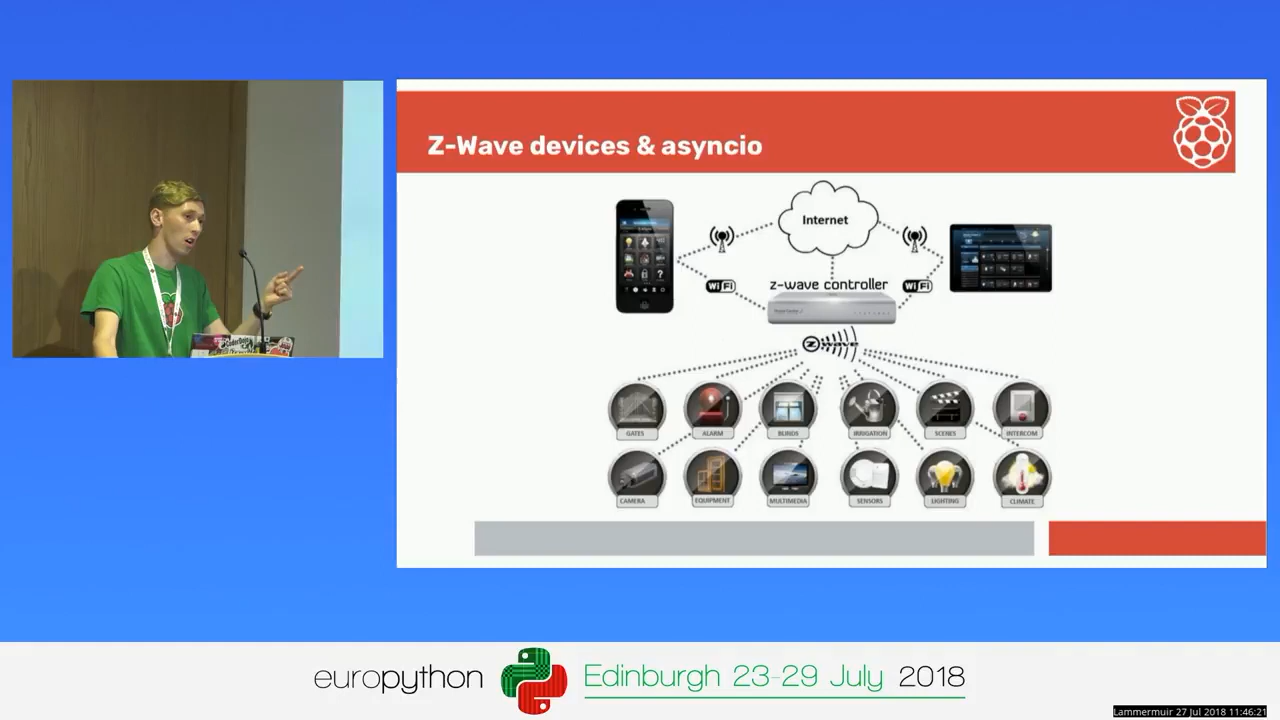 Z-Wave devices & asyncio
Internet
WiFi
z-wave controller
WiFi
Z wave
GATES
ALARM
BLINDS
IRRIGATION
SCENES
INTERCOM
CAMERA
EQUIPMENT
MULTIMEDIA
SENSORS
LIGHTING
CLIMATE
europython
Edinburgh 23-29 July 2018
Lammermuir 27 Jul 2018 11:46:21